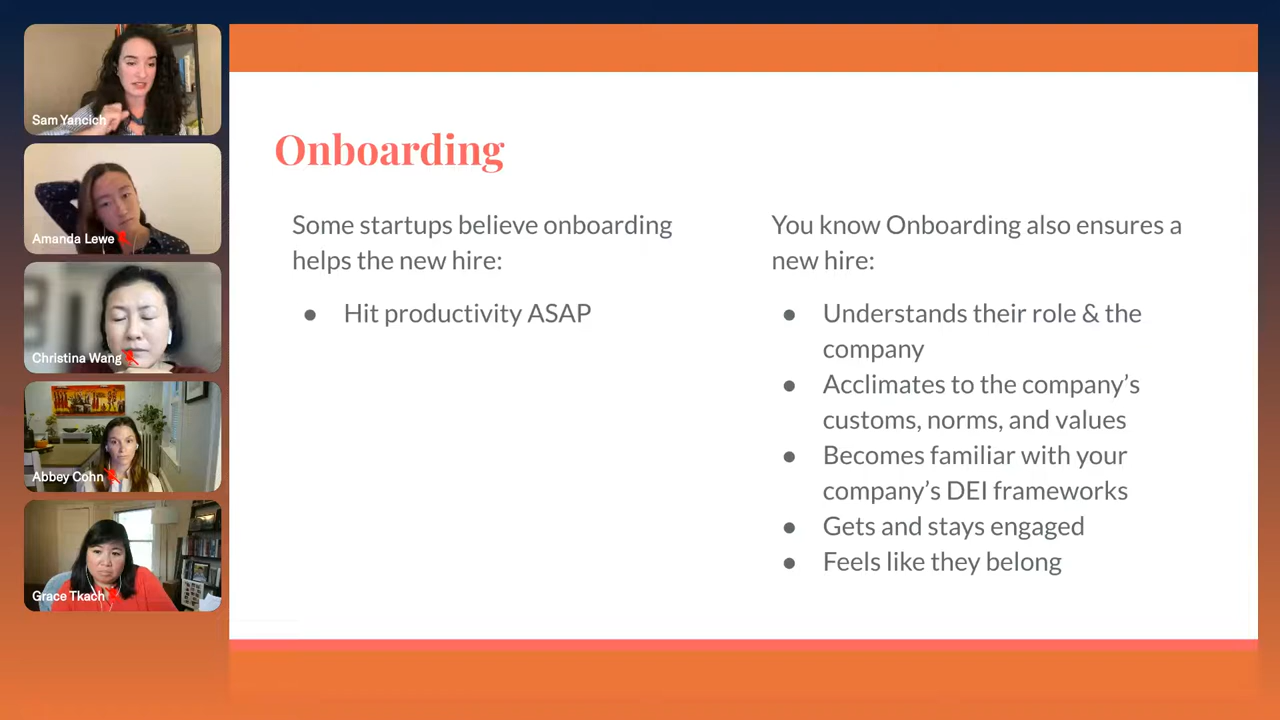 Sam Yancich
Amanda Lewe
Christina Wang
Abbey Cohn
Grace Tkach
Onboarding
Some startups believe onboarding
helps the new hire:
● Hit productivity ASAP
You know Onboarding also ensures a
new hire:
● Understands their role & the
company
● Acclimates to the company’s
customs, norms, and values
● Becomes familiar with your
company’s DEI frameworks
● Gets and stays engaged
● Feels like they belong